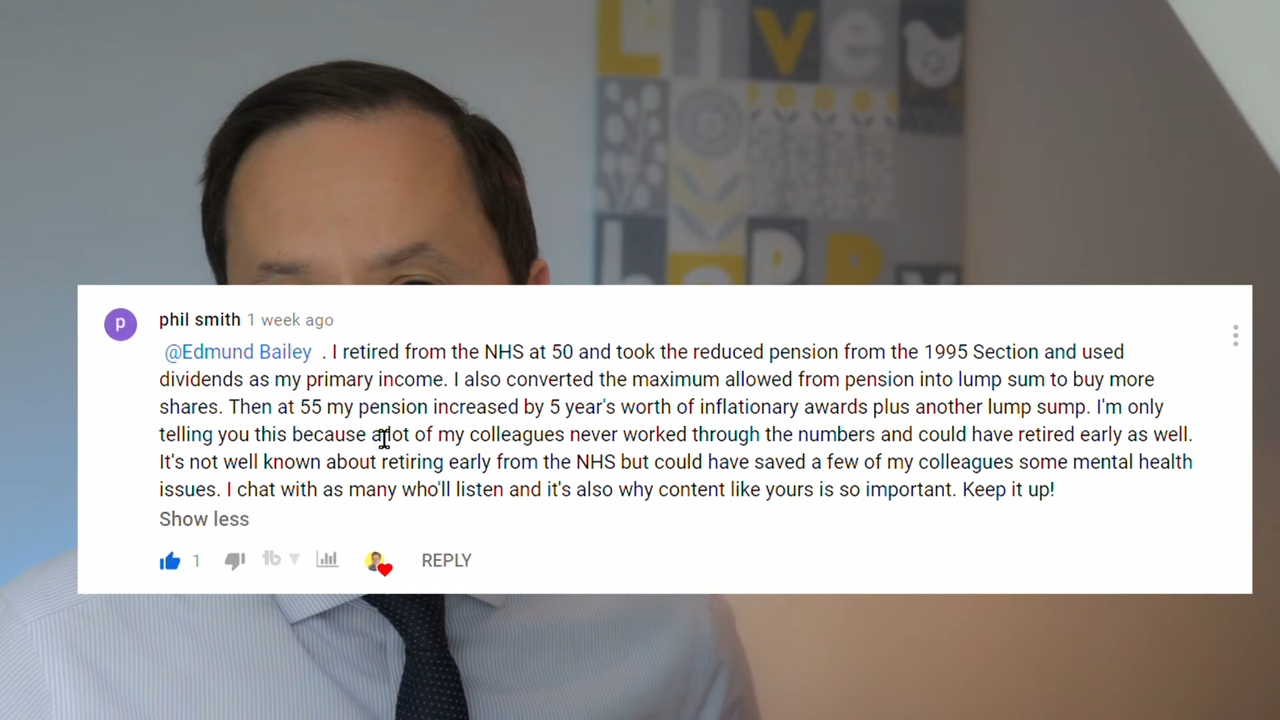 Live
happy
phil smith 1 week ago
@Edmund Bailey . I retired from the NHS at 50 and took the reduced pension from the 1995 Section and used
dividends as my primary income. I also converted the maximum allowed from pension into lump sum to buy more
shares. Then at 55 my pension increased by 5 year's worth of inflationary awards plus another lump sump. I'm only
telling you this because alot of my colleagues never worked through the numbers and could have retired early as well.
It's not well known about retiring early from the NHS but could have saved a few of my colleagues some mental health
issues. I chat with as many who'll listen and it's also why content like yours is so important. Keep it up!
Show less
1
REPLY